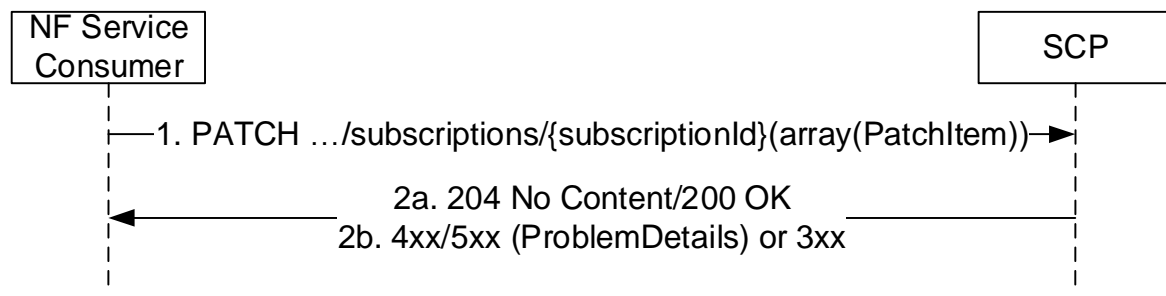 NF Service
Consumer
SCP
1. PATCH …/subscriptions/{subscriptionId}(array(PatchItem))
2a. 204 No Content/200 OK
2b. 4xx/5xx (ProblemDetails) or 3xx